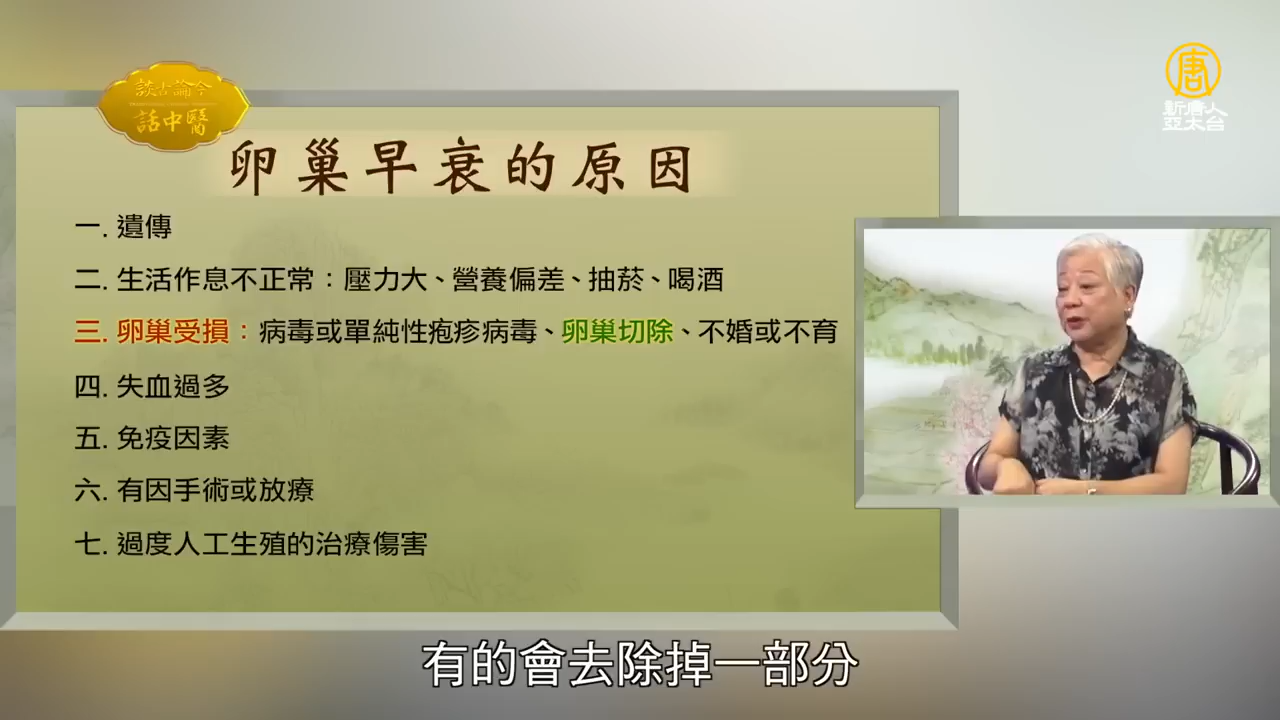 談古論今
話中醫
唐
新唐人
亞太台
卵巢早衰的原因
一. 遺傳
二. 生活作息不正常：壓力大、營養偏差、抽菸、喝酒
三. 卵巢受損：病毒或單純性疱疹病毒、卵巢切除、不婚或不育
四. 失血過多
五. 免疫因素
六. 有因手術或放療
七. 過度人工生殖的治療傷害
有的會去除掉一部分